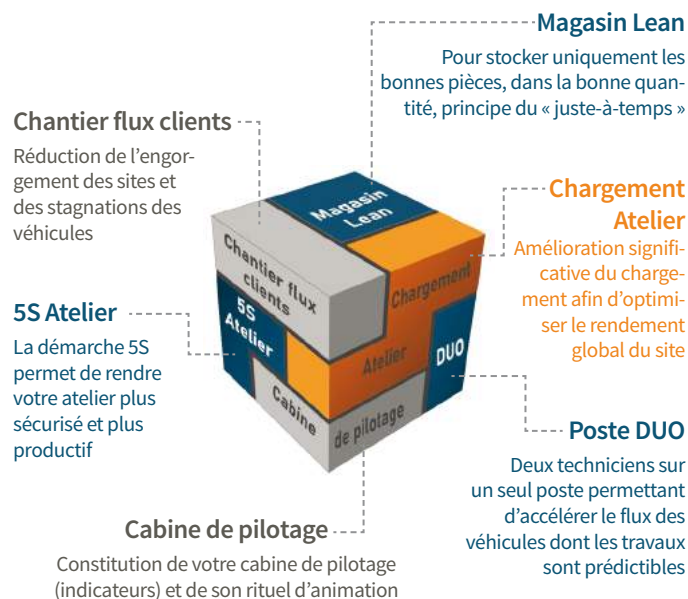 Magasin Lean
Pour stocker uniquement les
bonnes pièces, dans la bonne quan-
tité, principe du « juste-à-temps »
Chantier flux clients
Réduction de l'engor-
gement des sites et
des stagnations des
véhicules
Chargement
Atelier
Amélioration signifi-
cative du charge-
ment afin d'optimi-
ser le rendement
global du site
5S Atelier
La démarche 5S
permet de rendre
votre atelier plus
sécurisé et plus
productif
Magasin
Lean
Chantier flux
clients
Chargement
5S
Atelier
Atelier
DUO
Cabine
de pilotage
Poste DUO
Deux techniciens sur
un seul poste permettant
d'accélérer le flux des
véhicules dont les travaux
sont prédictibles
Cabine de pilotage
Constitution de votre cabine de pilotage
(indicateurs) et de son rituel d'animation